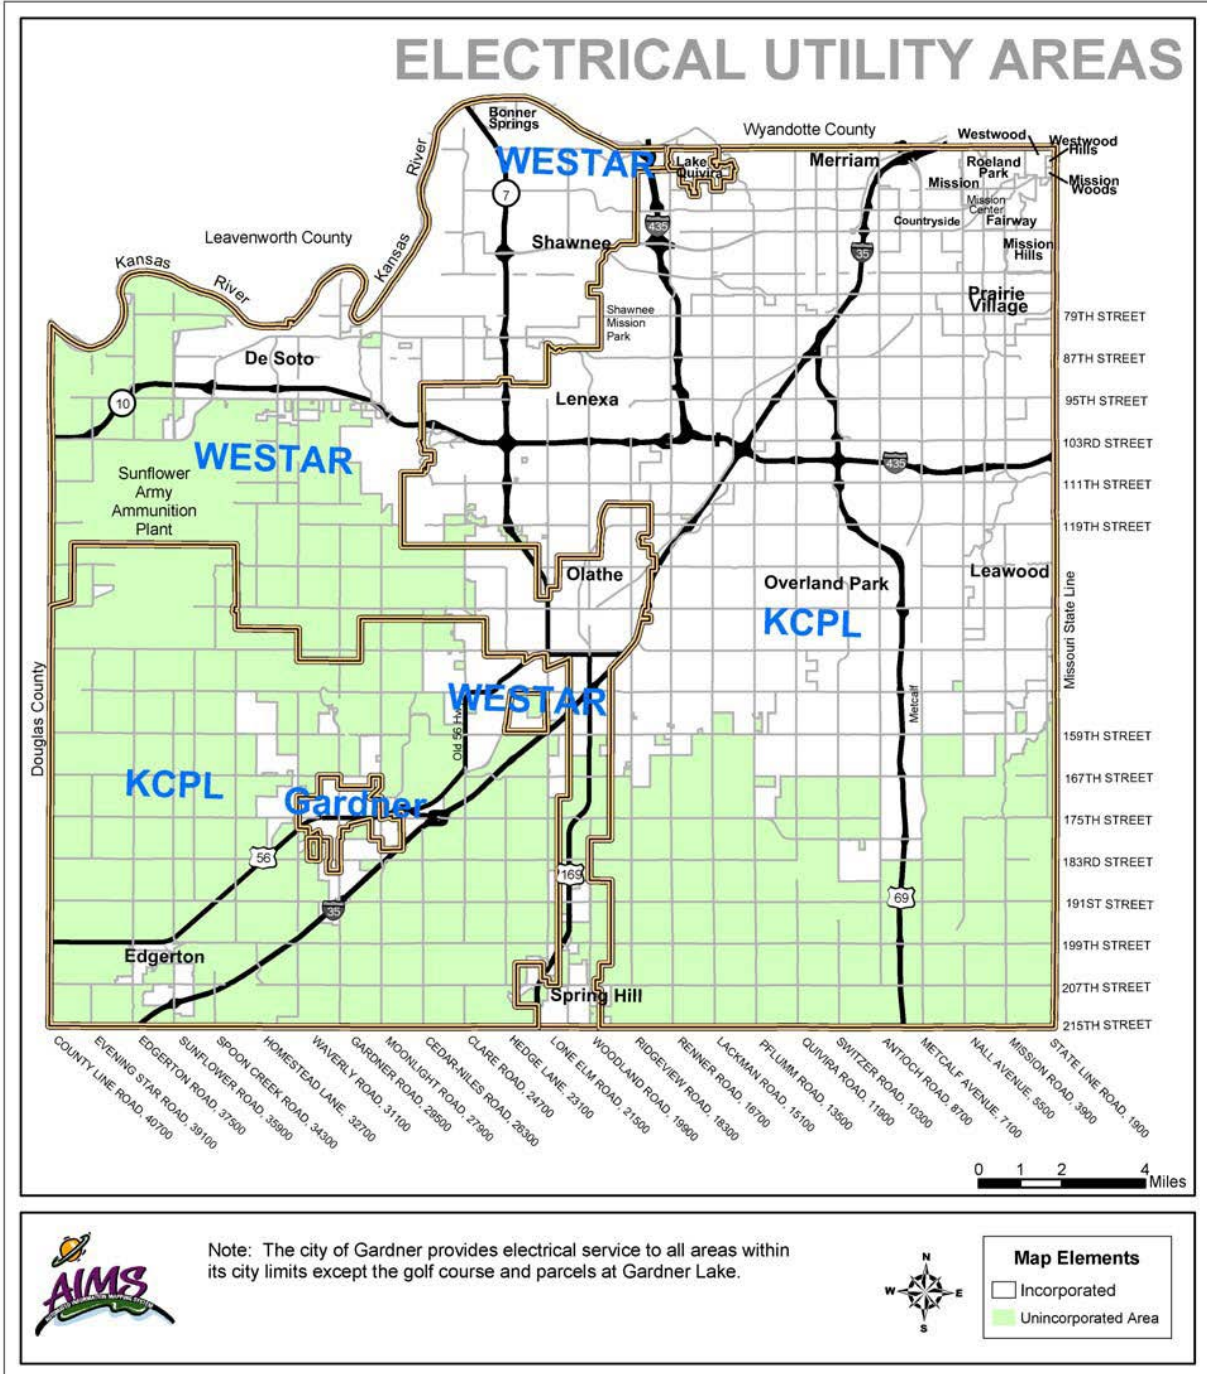 ELECTRICAL UTILITY AREAS
Bonner
Springs
Wyandotte County
Westwood
Westwood
Hills
WESTAR
Lake
Quivira
Merriam
Roeland
Park
Mission
Mission
Woods
7
Mission
Center
Countryside
Fairway
435
Shawnee
35
Mission
Hills
Leavenworth County
Kansas
River
Kansas
River
Prairie
Village
Shawnee
Mission
Park
79TH STREET
De Soto
87TH STREET
10
Lenexa
95TH STREET
103RD STREET
WESTAR
435
Sunflower
Army
Ammunition
Plant
111TH STREET
119TH STREET
Olathe
Overland Park
Leawood
KCPL
Missouri State Line
Douglas County
WESTAR
Old 56 Hw
Metcalf
159TH STREET
KCPL
Gardner
167TH STREET
175TH STREET
56
183RD STREET
169
69
35
191ST STREET
199TH STREET
Edgerton
207TH STREET
Spring Hill
215TH STREET
COUNTY LINE ROAD, 40700
EVENING STAR ROAD, 39100
EDGERTON ROAD, 37500
SUNFLOWER ROAD, 35900
SPOON CREEK ROAD, 34300
HOMESTEAD LANE, 32700
WAVERLY ROAD, 31100
GARDNER ROAD, 29500
MOONLIGHT ROAD, 27900
CEDAR-NILES ROAD, 26300
CLARE ROAD, 24700
HEDGE LANE, 23100
LONE ELM ROAD, 21500
WOODLAND ROAD, 19900
RIDGEVIEW ROAD, 18300
RENNER ROAD, 16700
LACKMAN ROAD, 15100
PFLUMM ROAD, 13500
QUIVIRA ROAD, 11900
SWITZER ROAD, 10300
ANTIOCH ROAD, 8700
METCALF AVENUE, 7100
NALL AVENUE, 5500
MISSION ROAD, 3900
STATE LINE ROAD, 1900
0 1 2 4
Miles
AIMS
AUTOMATED INFORMATION MAPPING SYSTEM
Note: The city of Gardner provides electrical service to all areas within
its city limits except the golf course and parcels at Gardner Lake.
N
W E
S
Map Elements
Incorporated
Unincorporated Area